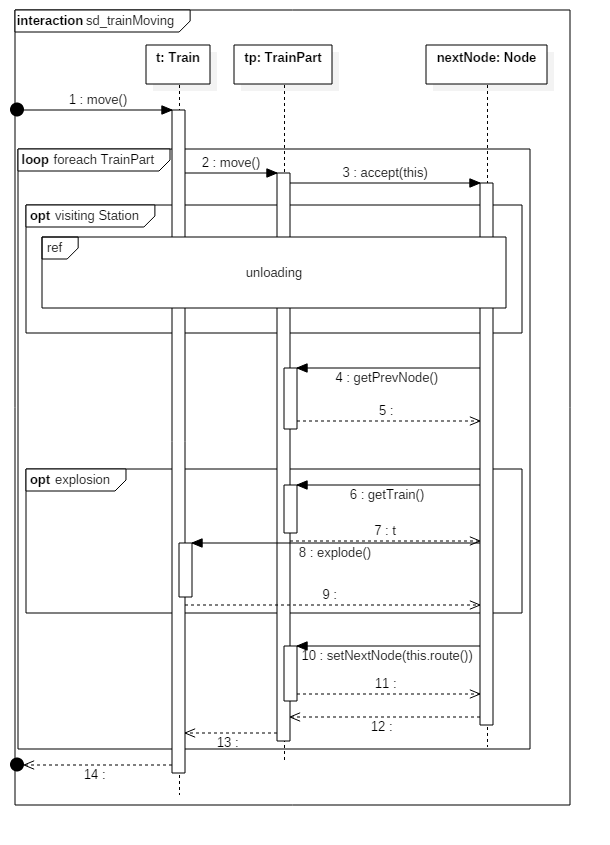 interaction sd_trainMoving
t: Train
tp: TrainPart
nextNode: Node
1 : move()
loop foreach TrainPart
2 : move()
3 : accept(this)
opt visiting Station
ref
unloading
4 : getPrevNode()
5 :
opt explosion
6 : getTrain()
7 : t
8 : explode()
9 :
10 : setNextNode(this.route())
11 :
12 :
13 :
14 :